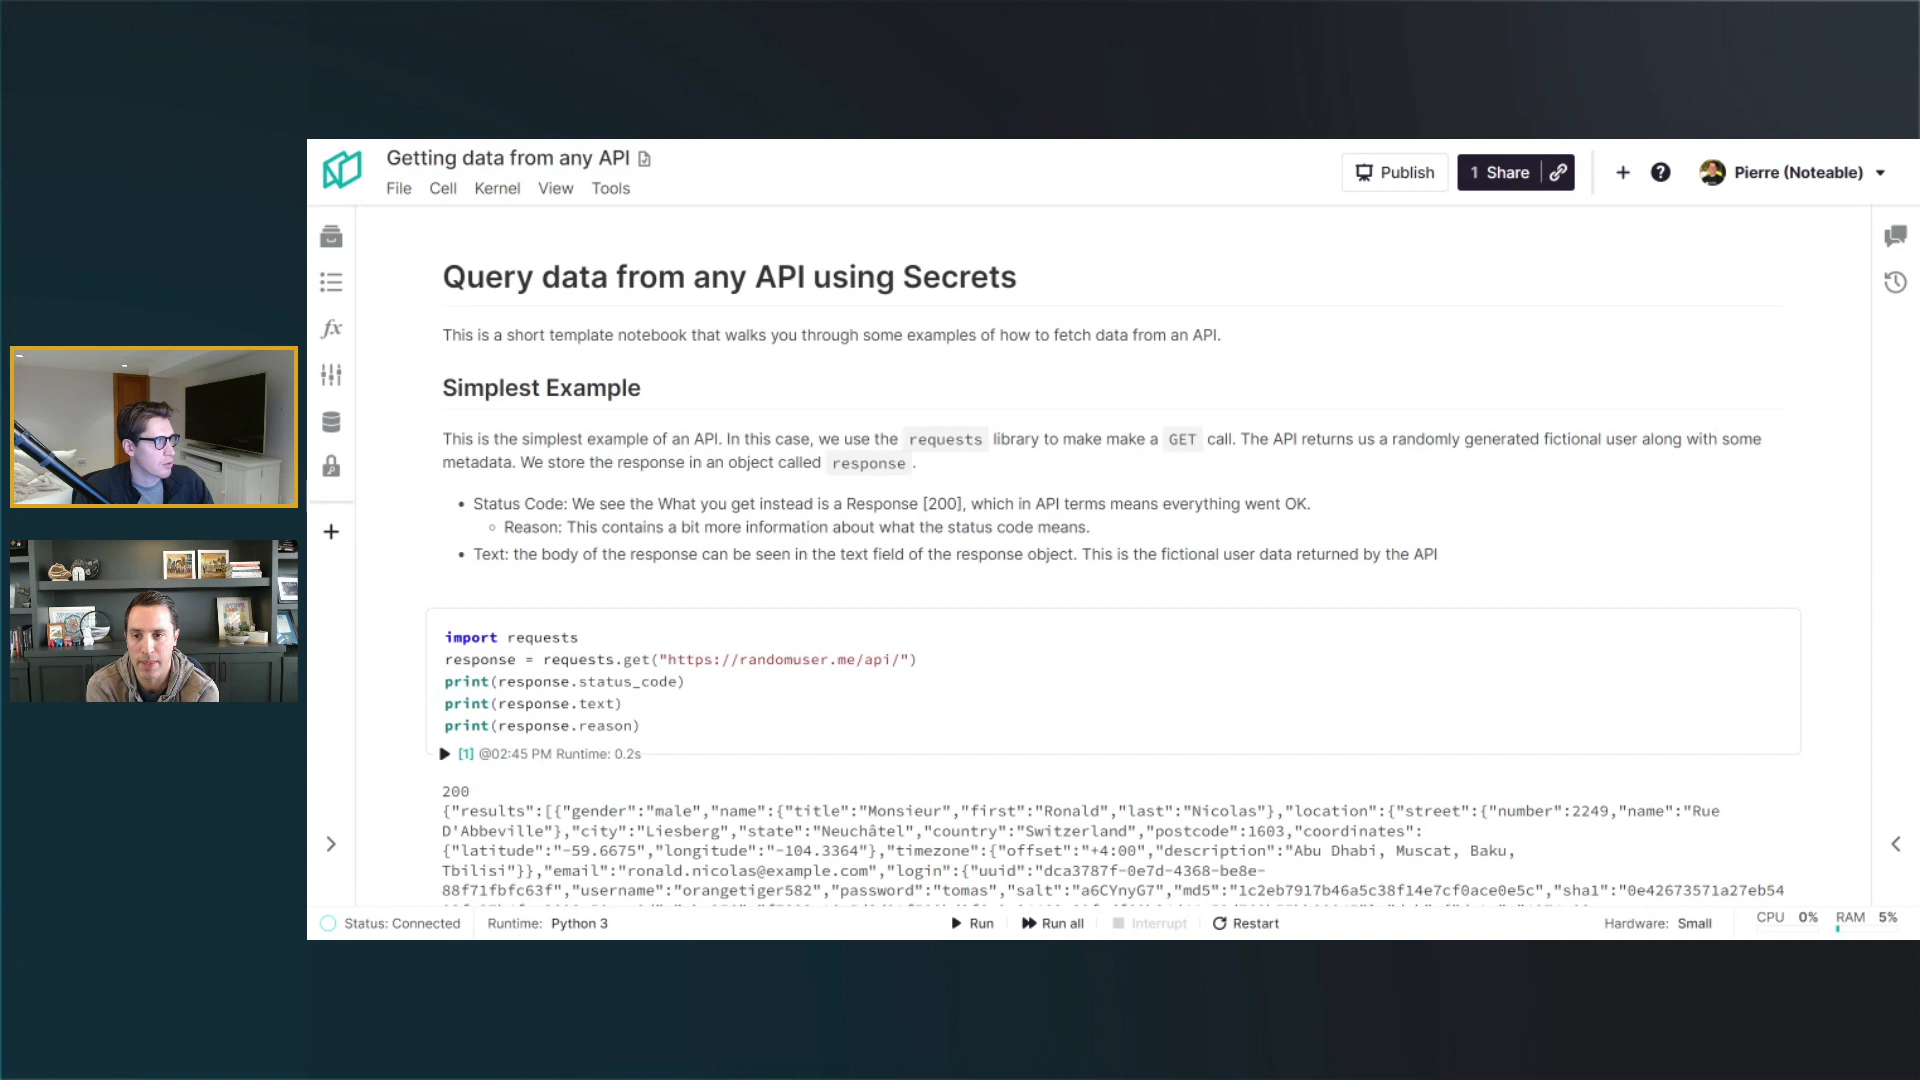 Getting data from any API
File Cell Kernel View Tools
Publish
1 Share
Pierre (Noteable)
Query data from any API using Secrets
This is a short template notebook that walks you through some examples of how to fetch data from an API.
Simplest Example
This is the simplest example of an API. In this case, we use the requests library to make make a GET call. The API returns us a randomly generated fictional user along with some
metadata. We store the response in an object called response .
• Status Code: We see the What you get instead is a Response [200], which in API terms means everything went OK.
◦ Reason: This contains a bit more information about what the status code means.
• Text: the body of the response can be seen in the text field of the response object. This is the fictional user data returned by the API
import requests
response = requests.get("https://randomuser.me/api/")
print(response.status_code)
print(response.text)
print(response.reason)
[1] @02:45 PM Runtime: 0.2s
200
{"results":[{"gender":"male","name":{"title":"Monsieur","first":"Ronald","last":"Nicolas"},"location":{"street":{"number":2249,"name":"Rue
D'Abbeville"},"city":"Liesberg","state":"Neuchâtel","country":"Switzerland","postcode":1603,"coordinates":
{"latitude":"-59.6675","longitude":"-104.3364"},"timezone":{"offset":"+4:00","description":"Abu Dhabi, Muscat, Baku,
Tbilisi"}},"email":"ronald.nicolas@example.com","login":{"uuid":"dca3787f-0e7d-4368-be8e-
88f71fbfc63f","username":"orangetiger582","password":"tomas","salt":"a6CYnyG7","md5":"1c2eb7917b46a5c38f14e7cf0ace0e5c","sha1":"0e42673571a27eb54
Status: Connected Runtime: Python 3 Run Run all Interrupt Restart Hardware: Small CPU 0% RAM 5%